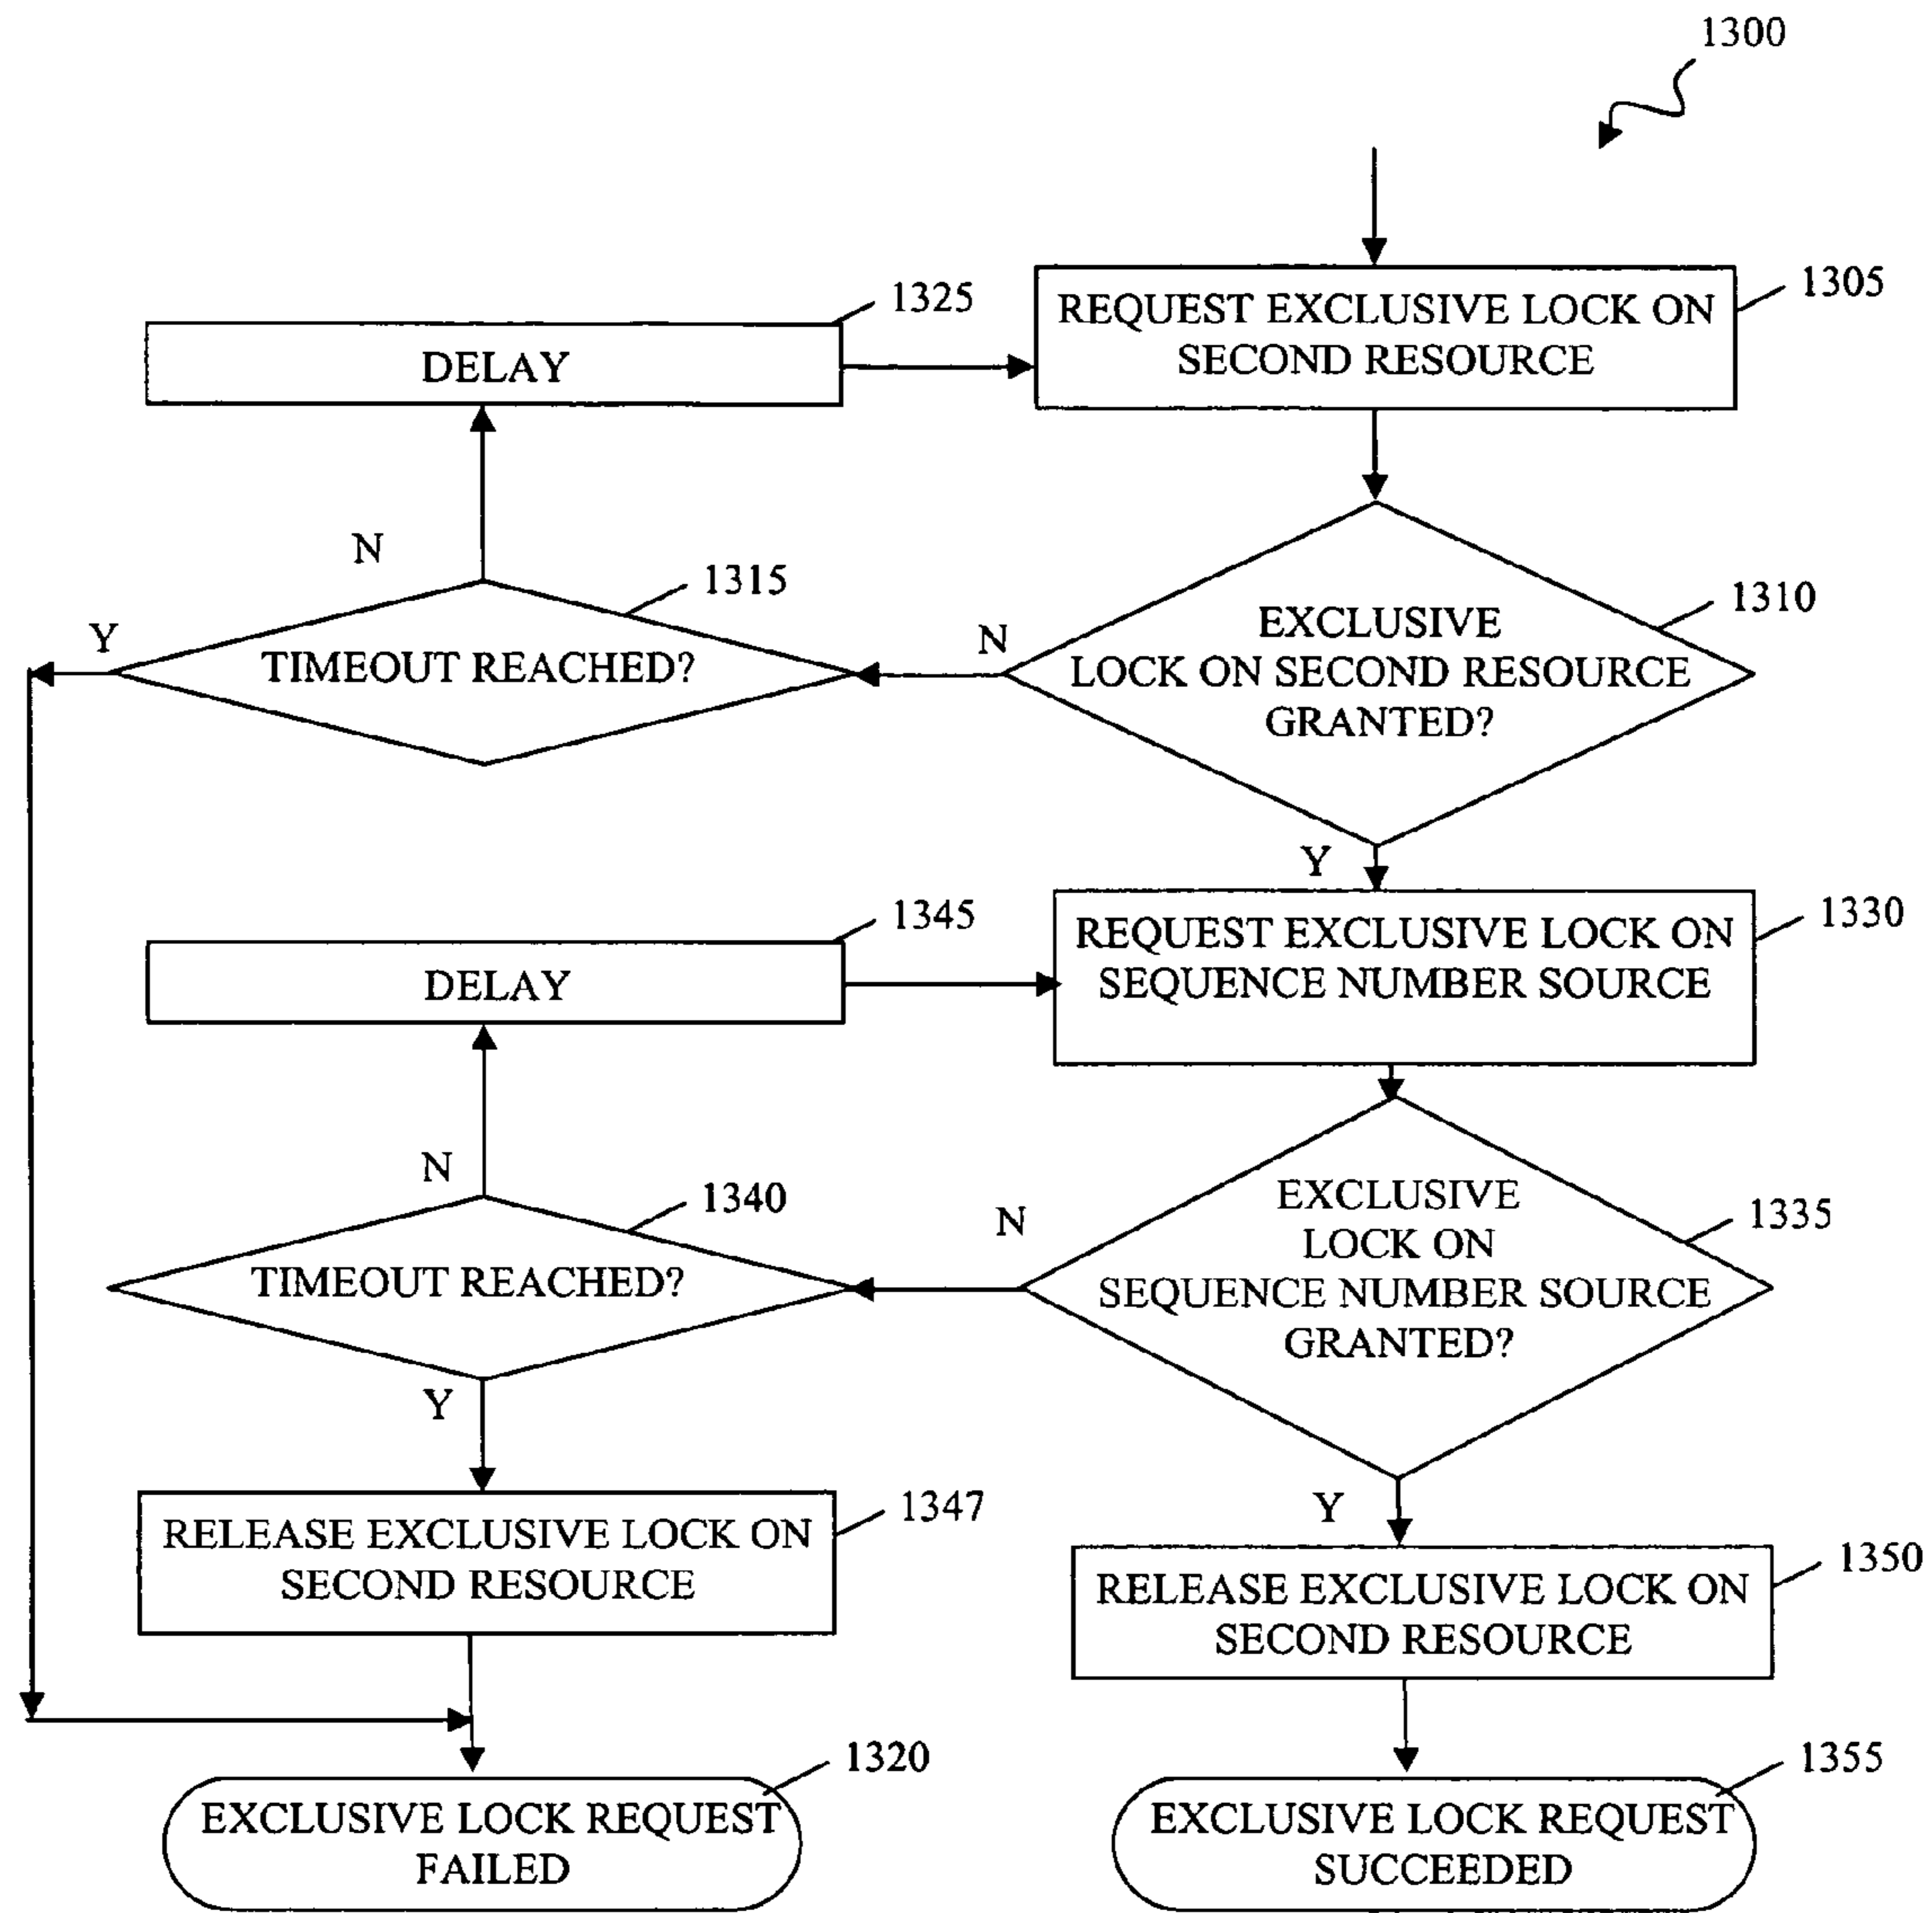 1300
1305
REQUEST EXCLUSIVE LOCK ON
SECOND RESOURCE
1325
DELAY
N
1315
Y
TIMEOUT REACHED?
N
1310
EXCLUSIVE
LOCK ON SECOND RESOURCE
GRANTED?
Y
1345
DELAY
1330
REQUEST EXCLUSIVE LOCK ON
SEQUENCE NUMBER SOURCE
N
1340
TIMEOUT REACHED?
N
1335
EXCLUSIVE
LOCK ON
SEQUENCE NUMBER SOURCE
GRANTED?
Y
Y
1347
RELEASE EXCLUSIVE LOCK ON
SECOND RESOURCE
1350
RELEASE EXCLUSIVE LOCK ON
SECOND RESOURCE
1320
EXCLUSIVE LOCK REQUEST
FAILED
1355
EXCLUSIVE LOCK REQUEST
SUCCEEDED